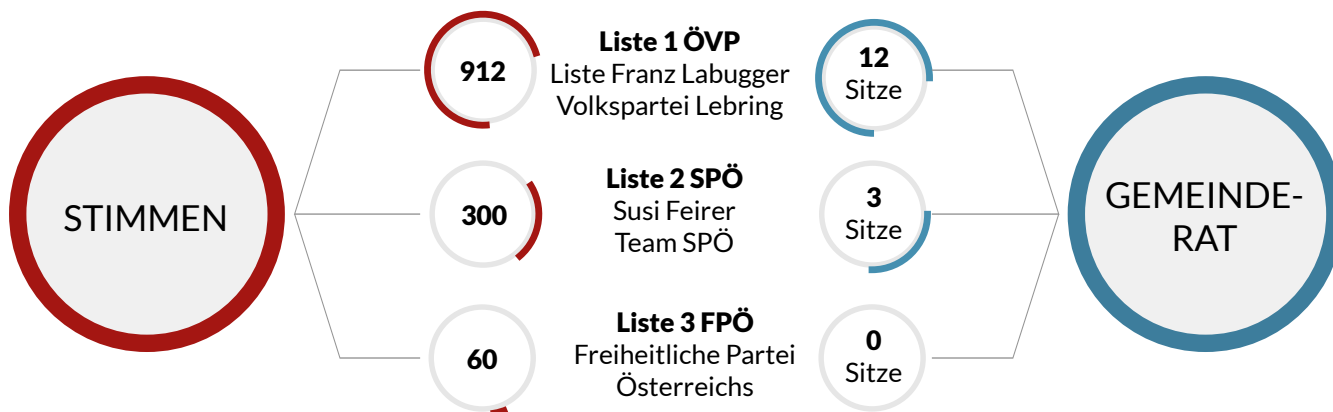 STIMMEN
912
Liste 1 ÖVP
Liste Franz Labugger
Volkspartei Lebring
12
Sitze
300
Liste 2 SPÖ
Susi Feirer
Team SPÖ
3
Sitze
60
Liste 3 FPÖ
Freiheitliche Partei
Österreichs
0
Sitze
GEMEINDE-
RAT